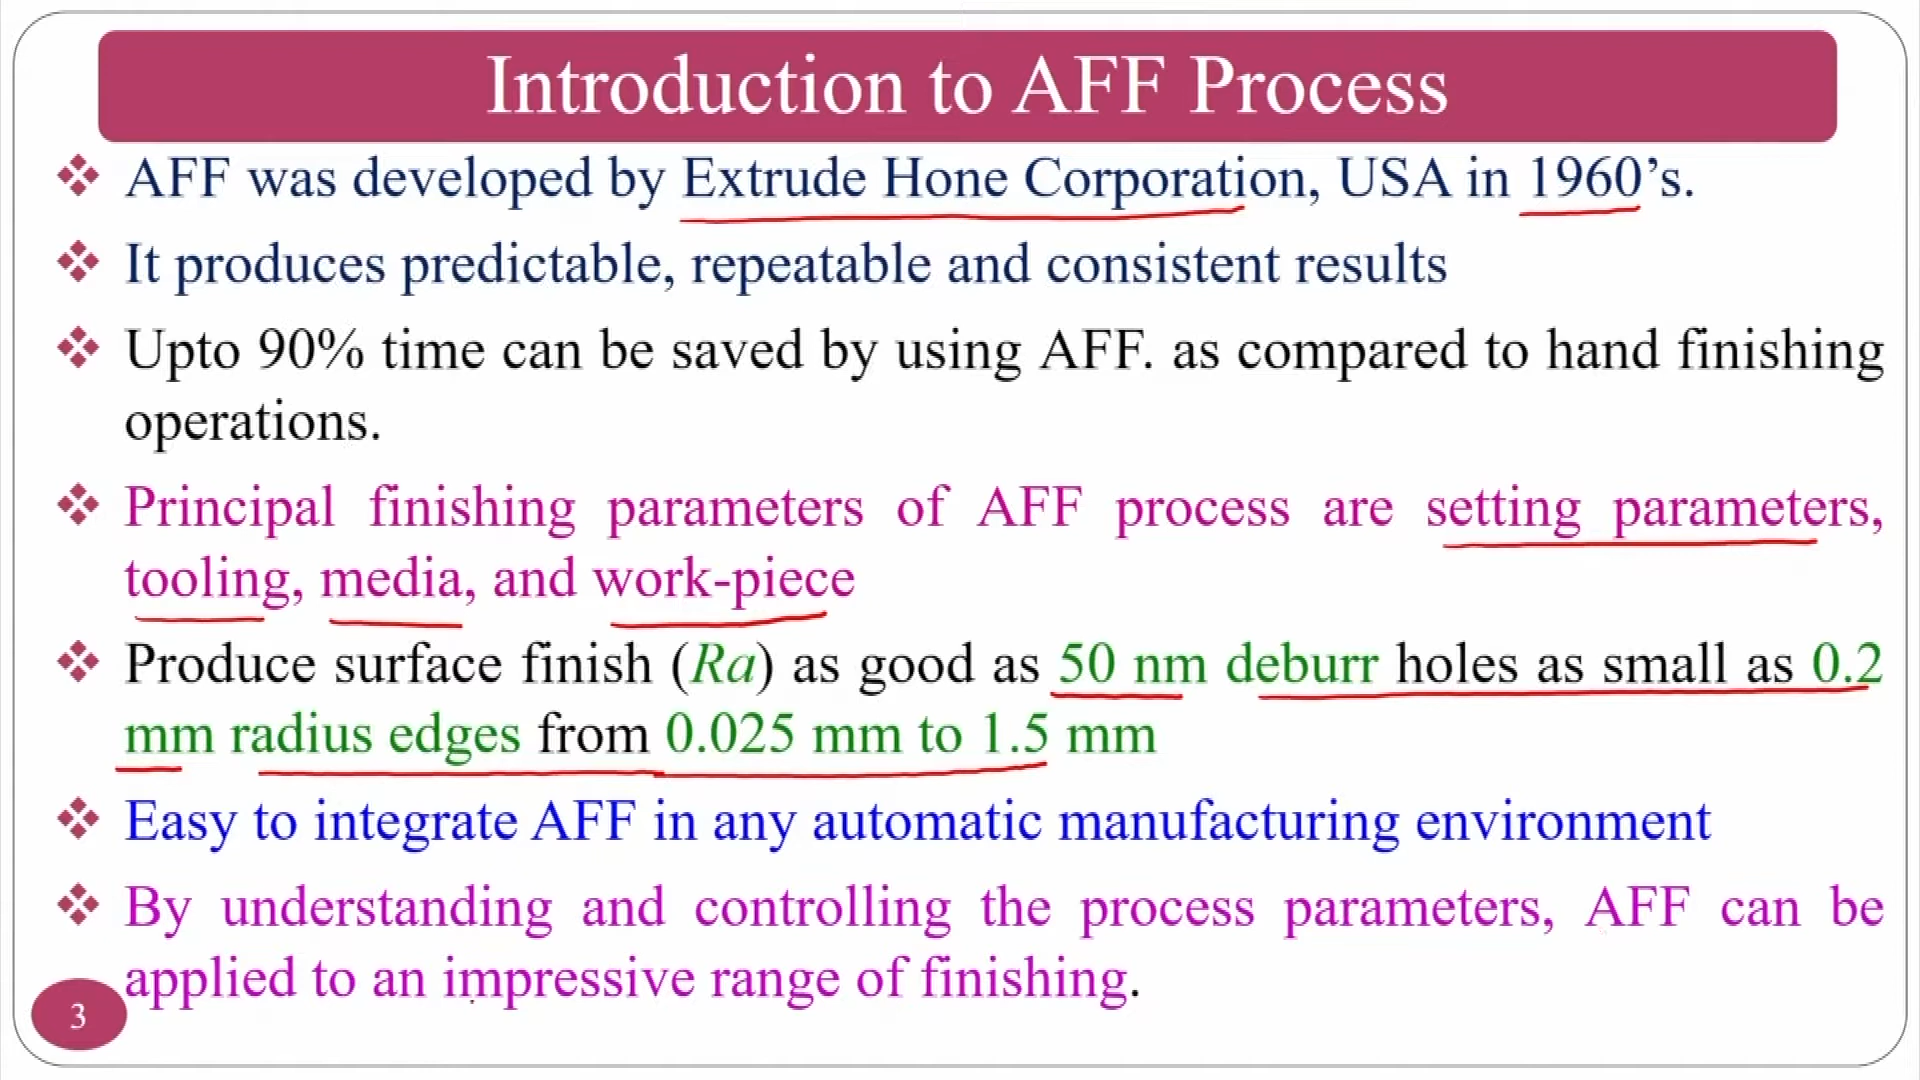 Introduction to AFF Process
AFF was developed by Extrude Hone Corporation, USA in 1960’s.
It produces predictable, repeatable and consistent results
Upto 90% time can be saved by using AFF. as compared to hand finishing
operations.
Principal finishing parameters of AFF process are setting parameters,
tooling, media, and work-piece
Produce surface finish (Ra) as good as 50 nm deburr holes as small as 0.2
mm radius edges from 0.025 mm to 1.5 mm
Easy to integrate AFF in any automatic manufacturing environment
By understanding and controlling the process parameters, AFF can be
applied to an impressive range of finishing.
3